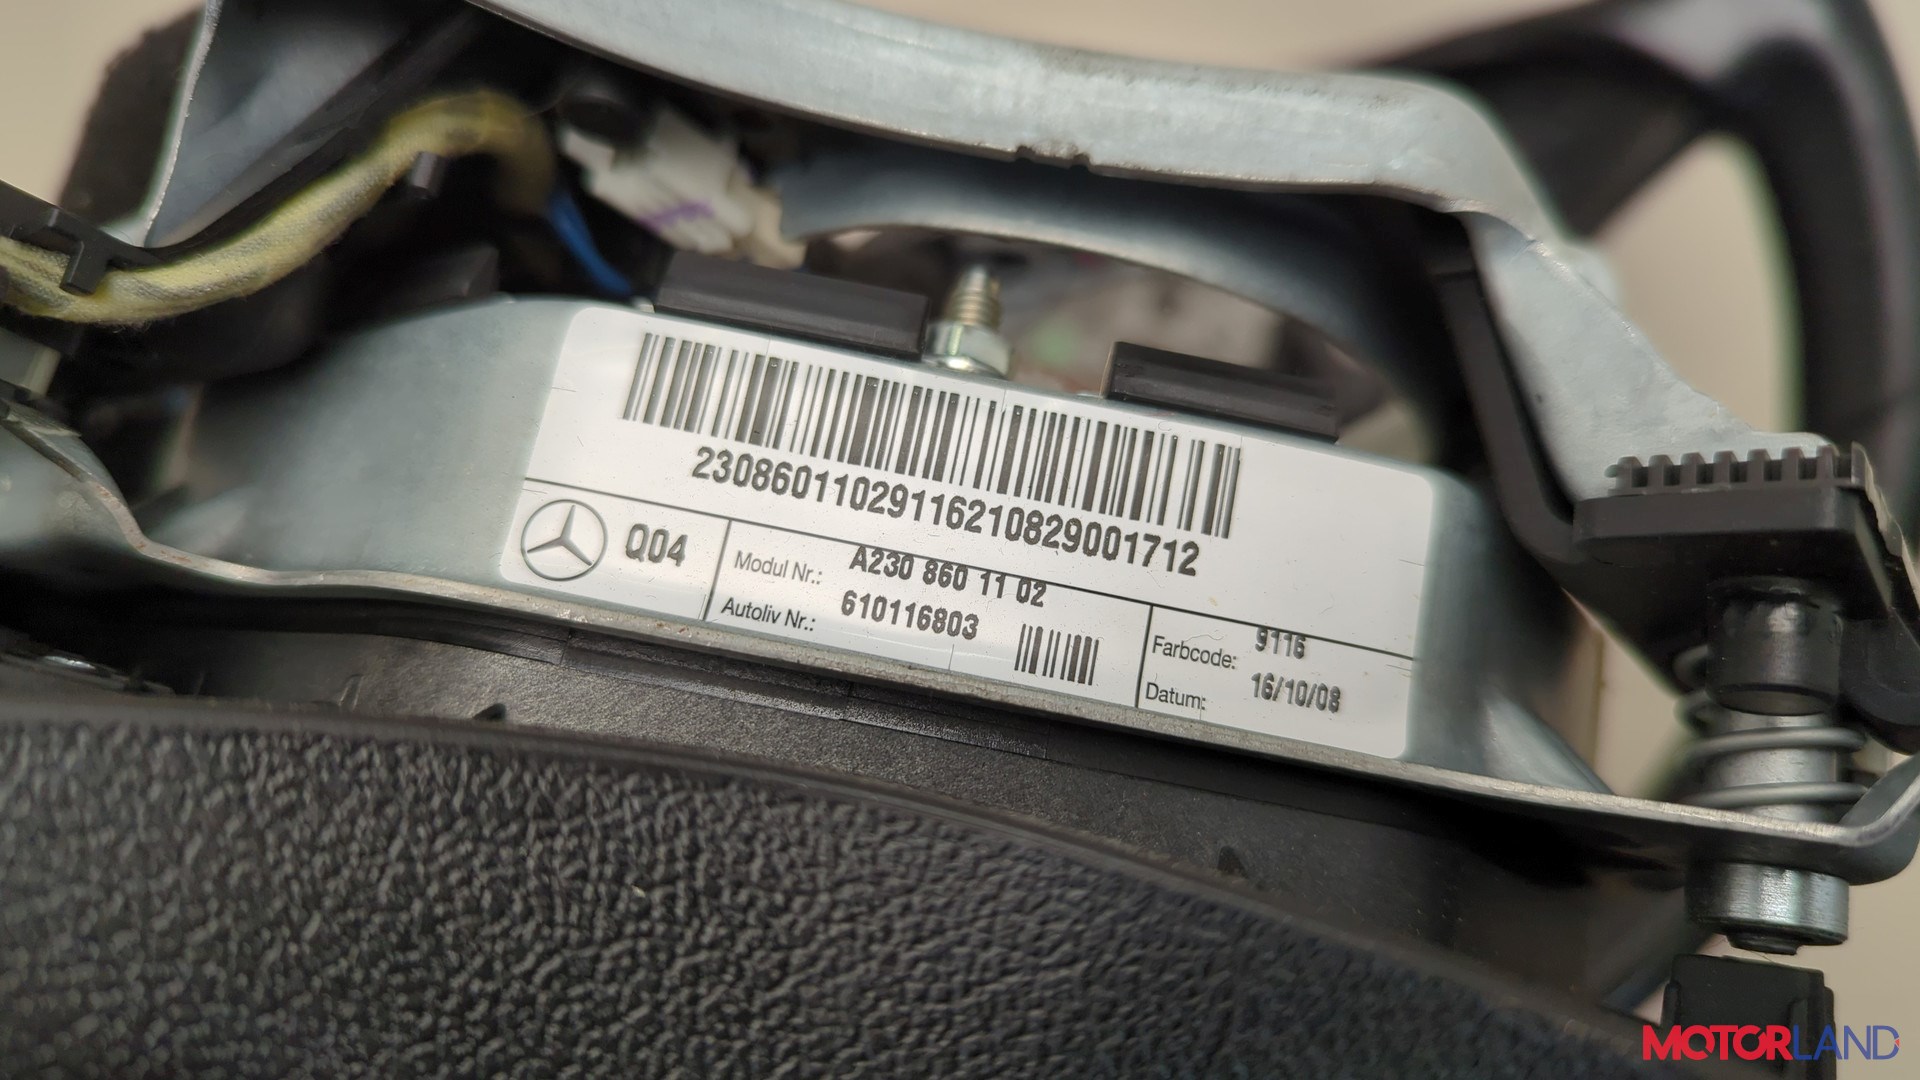 23086011029116210829001712
Q04
Modul Nr.: A230 860 11 02
Autoliv Nr.: 610116803
Farbcode: 9116
Datum: 16/10/08
MOTORLAND